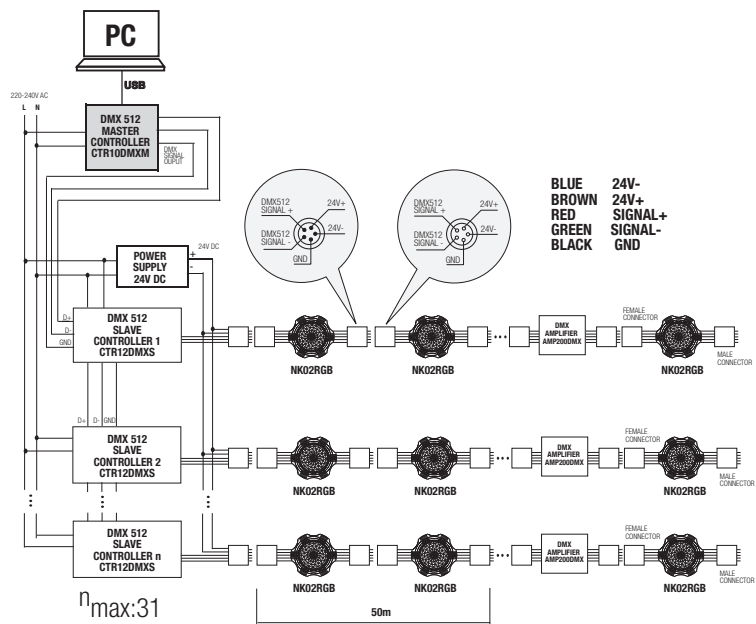 PC
USB
220-240V AC
L N
DMX 512
MASTER
CONTROLLER
CTR10DMXM
DMX
SIGNAL
OUPUT
DMX512
SIGNAL +
24V+
DMX512
SIGNAL -
24V-
GND
DMX512
SIGNAL +
24V+
DMX512
SIGNAL -
24V-
GND
BLUE 24V-
BROWN 24V+
RED SIGNAL+
GREEN SIGNAL-
BLACK GND
POWER
SUPPLY
24V DC
+
-
24V DC
D+
D-
GND
DMX 512
SLAVE
CONTROLLER 1
CTR12DMXS
NK02RGB
NK02RGB
...
DMX
AMPLIFIER
AMP200DMX
FEMALE
CONNECTOR
NK02RGB
MALE
CONNECTOR
D+ D- GND
DMX 512
SLAVE
CONTROLLER 2
CTR12DMXS
NK02RGB
NK02RGB
...
DMX
AMPLIFIER
AMP200DMX
FEMALE
CONNECTOR
NK02RGB
MALE
CONNECTOR
DMX 512
SLAVE
CONTROLLER n
CTR12DMXS
NK02RGB
NK02RGB
...
DMX
AMPLIFIER
AMP200DMX
FEMALE
CONNECTOR
NK02RGB
MALE
CONNECTOR
nmax:31
50m